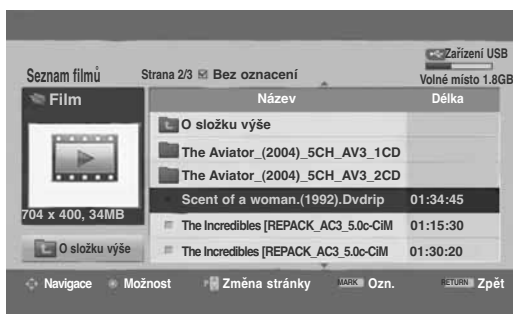 Zařízení USB
Seznam filmů
Strana 2/3 Bez oznacení
Volné místo 1.8GB
Film
Název Délka
O složku výše
The Aviator_(2004)_5CH_AV3_1CD
The Aviator_(2004)_5CH_AV3_2CD
Scent of a woman.(1992).Dvdrip 01:34:45
704 x 400, 34MB
The Incredibles [REPACK_AC3_5.0c-CiM 01:15:30
O složku výše
The Incredibles [REPACK_AC3_5.0c-CiM 01:30:20
Navigace Možnost P Změna stránky MARK Ozn. RETURN Zpět